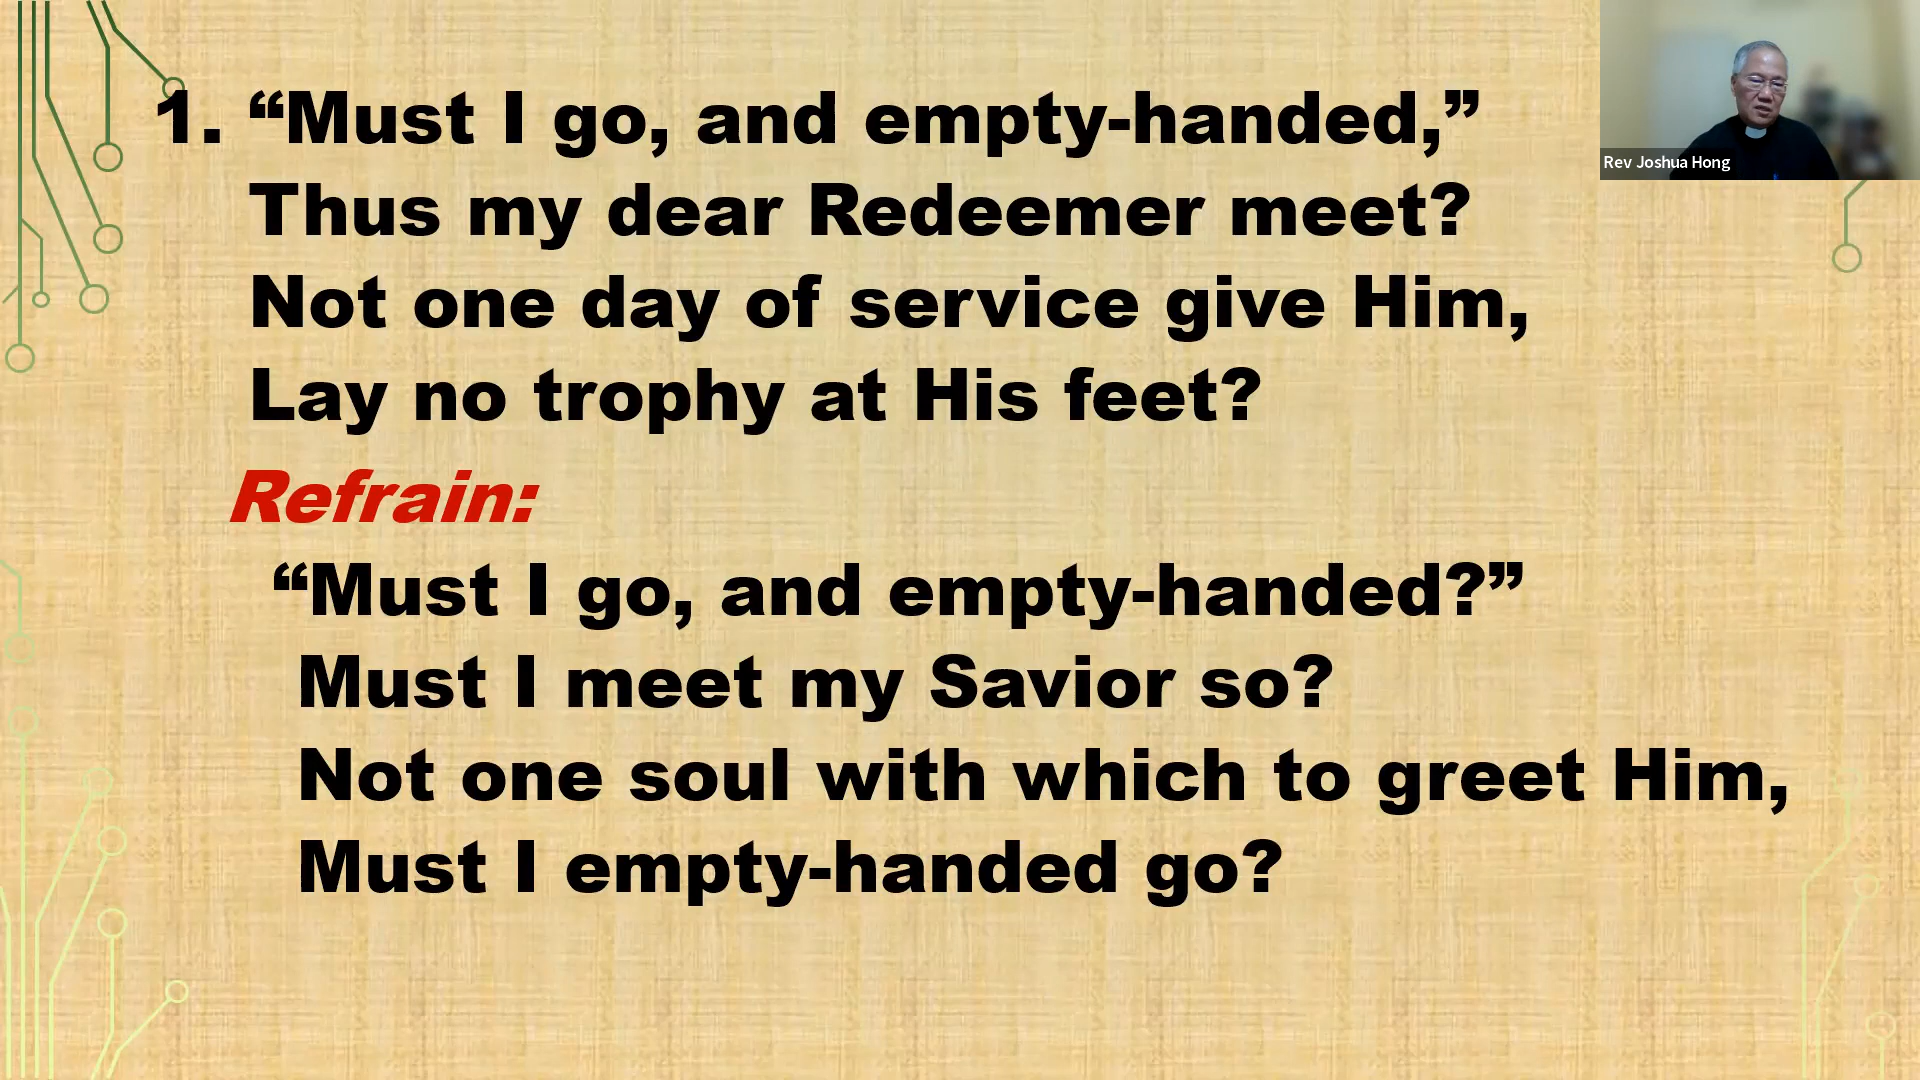 1. “Must I go, and empty-handed,”
Thus my dear Redeemer meet?
Not one day of service give Him,
Lay no trophy at His feet?
Refrain:
“Must I go, and empty-handed?”
Must I meet my Savior so?
Not one soul with which to greet Him,
Must I empty-handed go?
Rev Joshua Hong